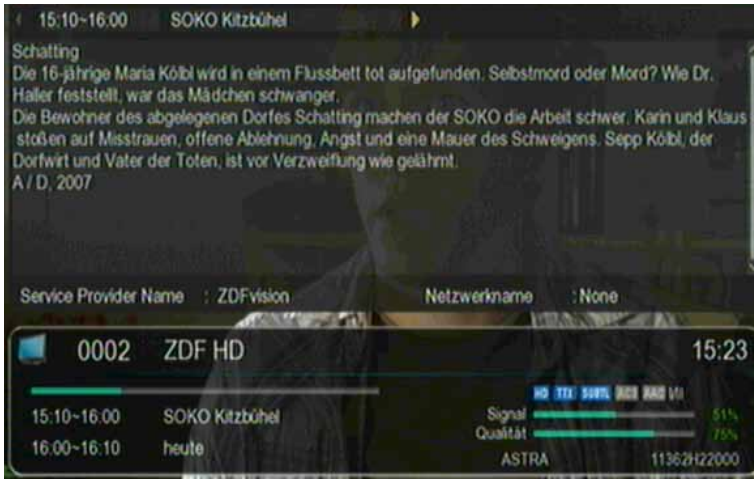 15:10~16:00 SOKO Kitzbühel
Schatting
Die 16-jährige Maria Kölbl wird in einem Flussbett tot aufgefunden. Selbstmord oder Mord? Wie Dr.
Haller feststellt, war das Mädchen schwanger.
Die Bewohner des abgelegenen Dorfes Schatting machen der SOKO die Arbeit schwer. Karin und Klaus
stoßen auf Misstrauen, offene Ablehnung, Angst und eine Mauer des Schweigens. Sepp Kölbl, der
Dorfwirt und Vater der Toten, ist vor Verzweiflung wie gelähmt.
A / D, 2007
Service Provider Name : ZDFvision Netzwerkname : None
0002 ZDF HD 15:23
HD TTX SUBTL
15:10~16:00 SOKO Kitzbühel Signal 51%
Qualität 75%
16:00~16:10 heute
ASTRA 11362H22000